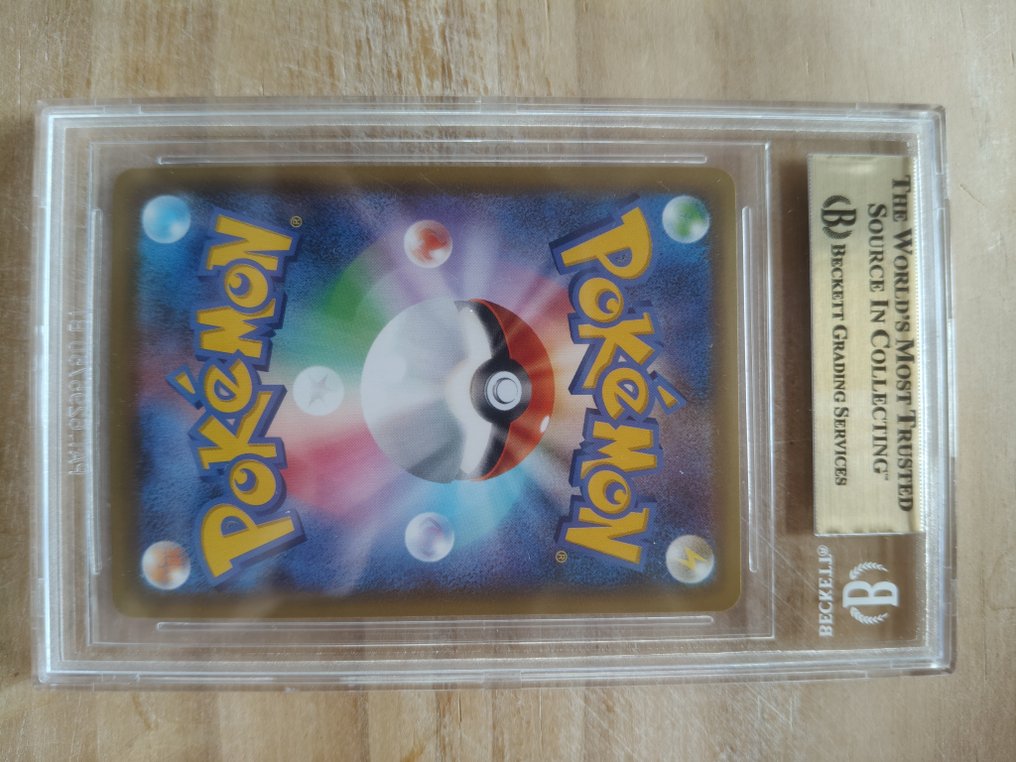 THE WORLD'S MOST TRUSTED
SOURCE IN COLLECTING™
B BECKETT GRADING SERVICES
B
BECKETT®
POKéMON®
POKéMON®